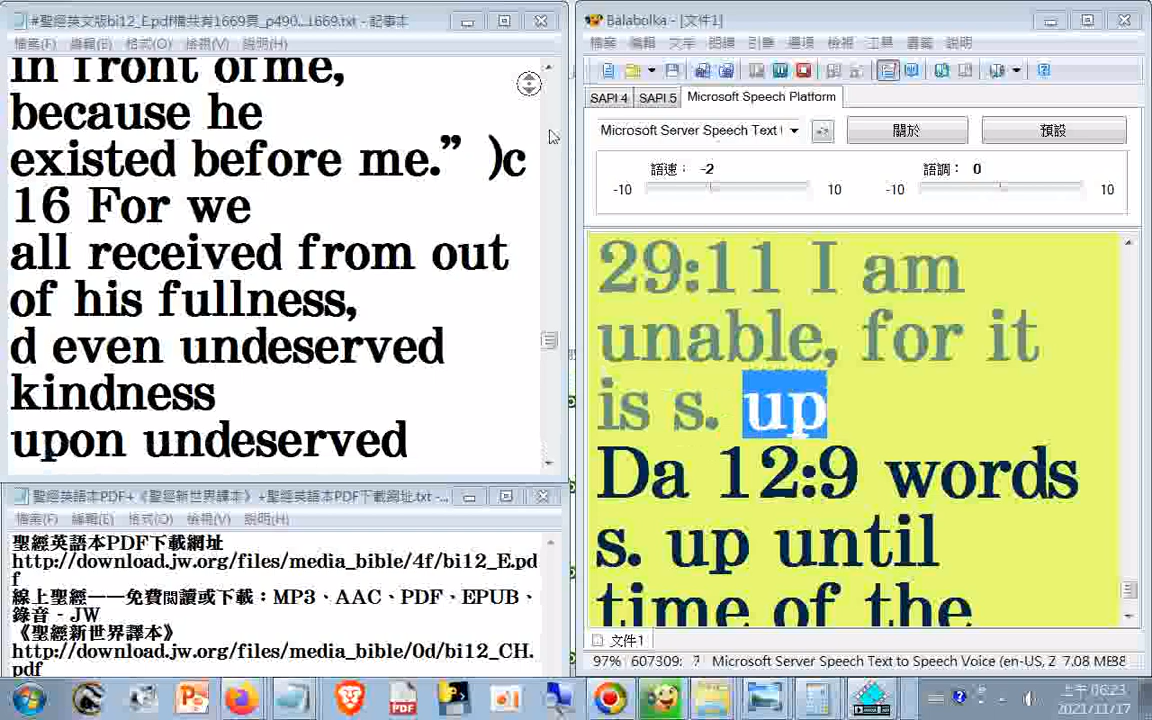 #聖經英文版bi12_E.pdf檔共有1669頁_p490...1669.txt - 記事本
檔案(F) 編輯(E) 格式(O) 檢視(V) 說明(H)
in front of me,
because he
existed before me.” )c
16 For we
all received from out
of his fullness,
d even undeserved
kindness
upon undeserved
聖經英語本PDF+《聖經新世界譯本》+聖經英語本PDF下載網址.txt -...
檔案(F) 編輯(E) 格式(O) 檢視(V) 說明(H)
聖經英語本PDF下載網址
http://download.jw.org/files/media_bible/4f/bi12_E.pd
f
線上聖經——免費閱讀或下載：MP3、AAC、PDF、EPUB、
錄音 - JW
《聖經新世界譯本》
http://download.jw.org/files/media_bible/0d/bi12_CH.
pdf
Balabolka - [文件1]
檔案 編輯 文字 朗讀 引擎 選項 檢視 工具 書籤 說明
SAPI 4 SAPI 5 Microsoft Speech Platform
Microsoft Server Speech Text 關於 預設
語速： -2 語調： 0
-10 10 -10 10
29:11 I am
unable, for it
is s. up
Da 12:9 words
s. up until
time of the
文件1
97% 607309: 7 Microsoft Server Speech Text to Speech Voice (en-US, Z 7.08 MB
PDF
上午 06:23
2021/11/17